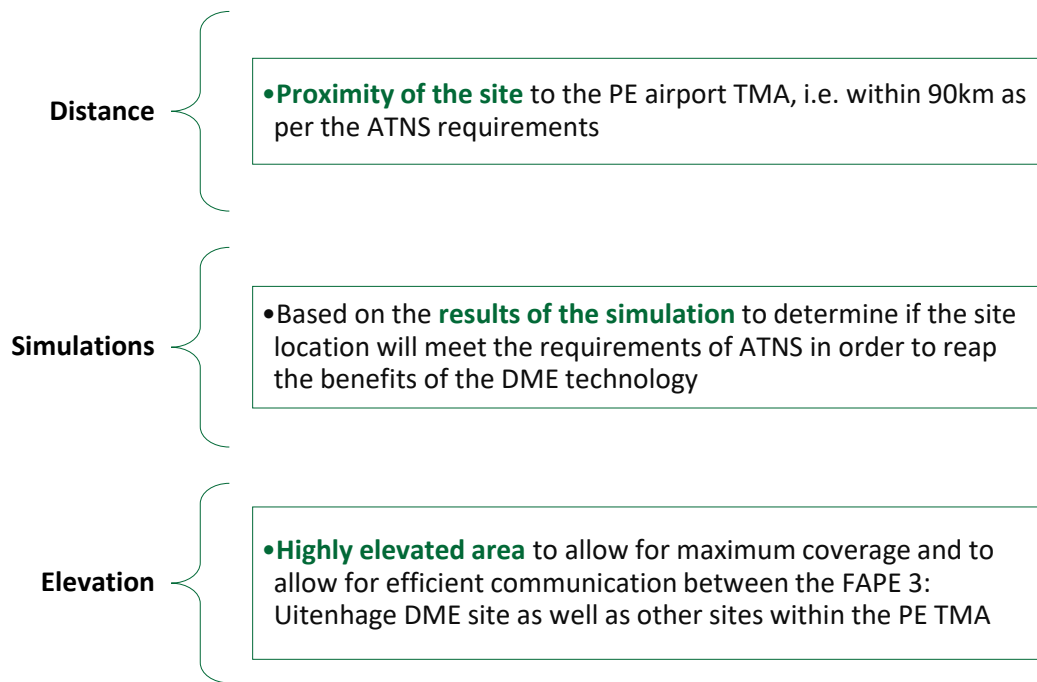 Distance
•Proximity of the site to the PE airport TMA, i.e. within 90km as
per the ATNS requirements
Simulations
•Based on the results of the simulation to determine if the site
location will meet the requirements of ATNS in order to reap
the benefits of the DME technology
Elevation
•Highly elevated area to allow for maximum coverage and to
allow for efficient communication between the FAPE 3:
Uitenhage DME site as well as other sites within the PE TMA